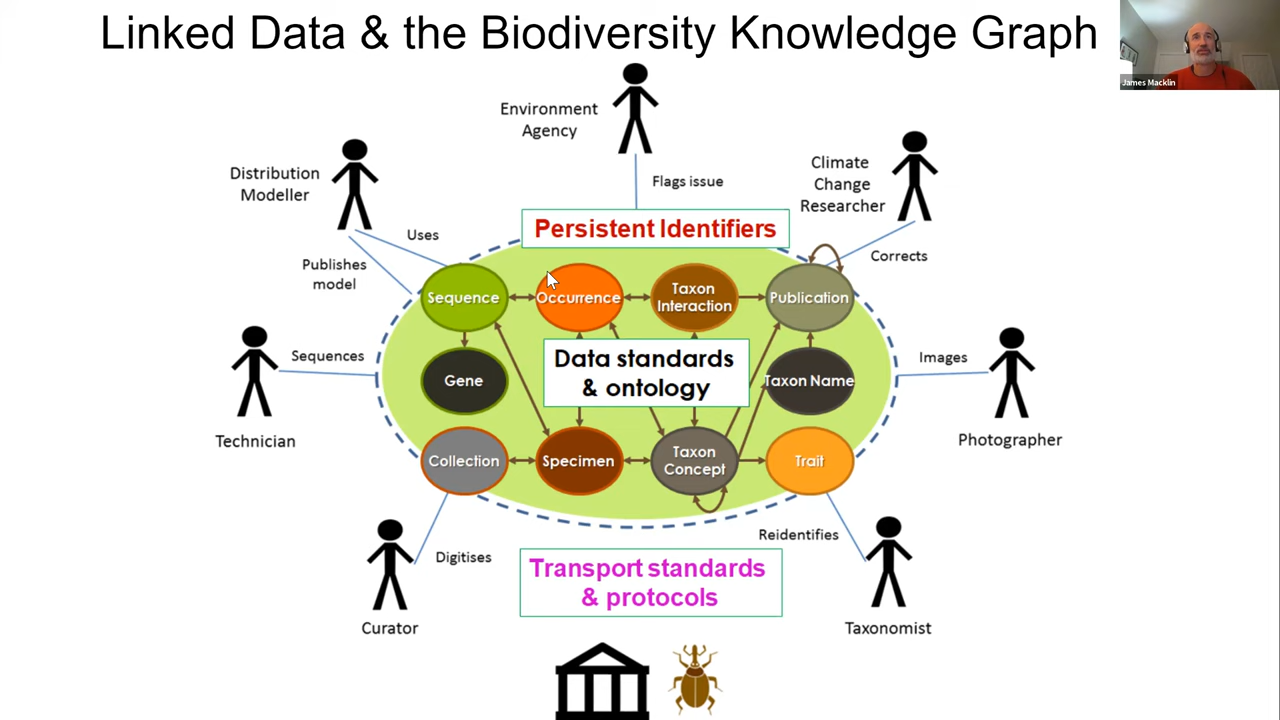 Linked Data & the Biodiversity Knowledge Graph
James Macklin
Environment
Agency
Distribution
Modeller
Climate
Change
Researcher
Flags issue
Persistent Identifiers
Uses
Publishes
model
Corrects
Sequence
Occurrence
Taxon
Interaction
Publication
Sequences
Data standards
& ontology
Images
Gene
Taxon Name
Technician
Photographer
Collection
Specimen
Taxon
Concept
Trait
Digitises
Reidentifies
Transport standards
& protocols
Curator
Taxonomist